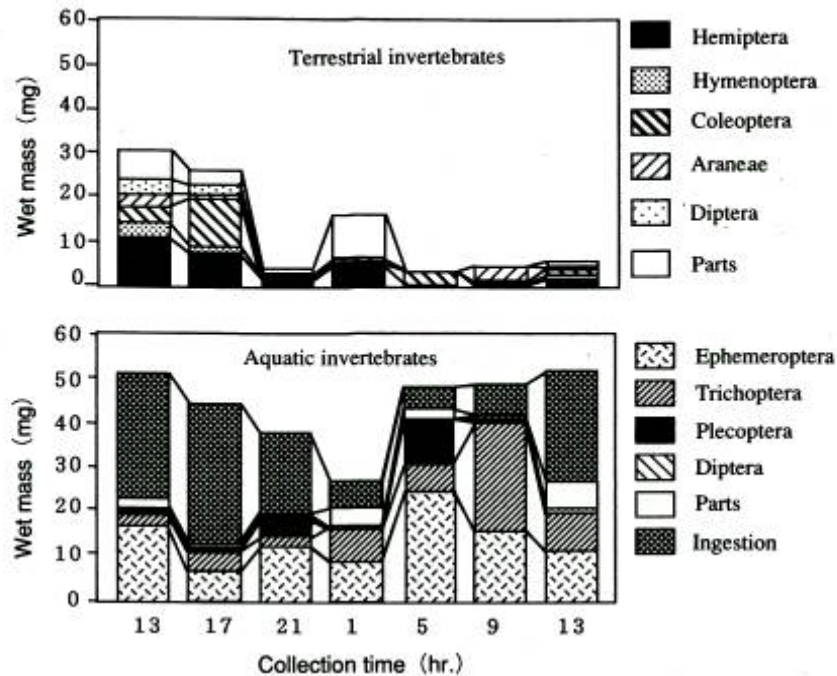 60
50
40
30
20
10
0
Wet mass (mg)
Terrestrial invertebrates
Hemiptera
Hymenoptera
Coleoptera
Araneae
Diptera
Parts
60
50
40
30
20
10
0
Wet mass (mg)
Aquatic invertebrates
Ephemeroptera
Trichoptera
Plecoptera
Diptera
Parts
Ingestion
13 17 21 1 5 9 13
Collection time (hr.)